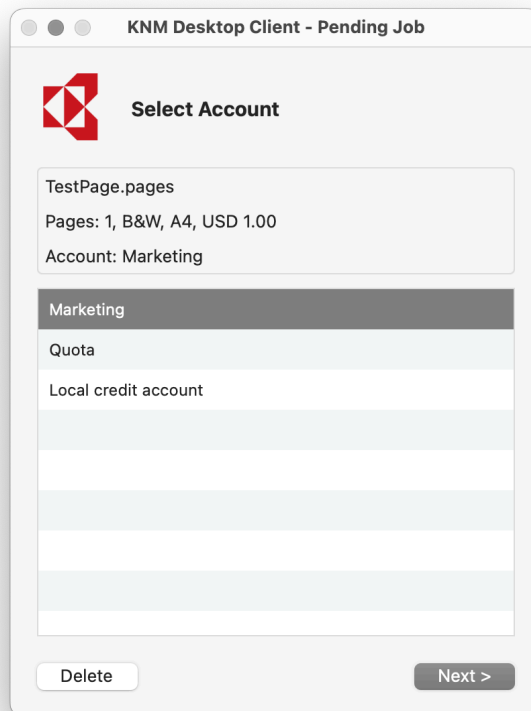 KNM Desktop Client - Pending Job
Select Account
TestPage.pages
Pages: 1, B&W, A4, USD 1.00
Account: Marketing
Marketing
Quota
Local credit account
Delete
Next >